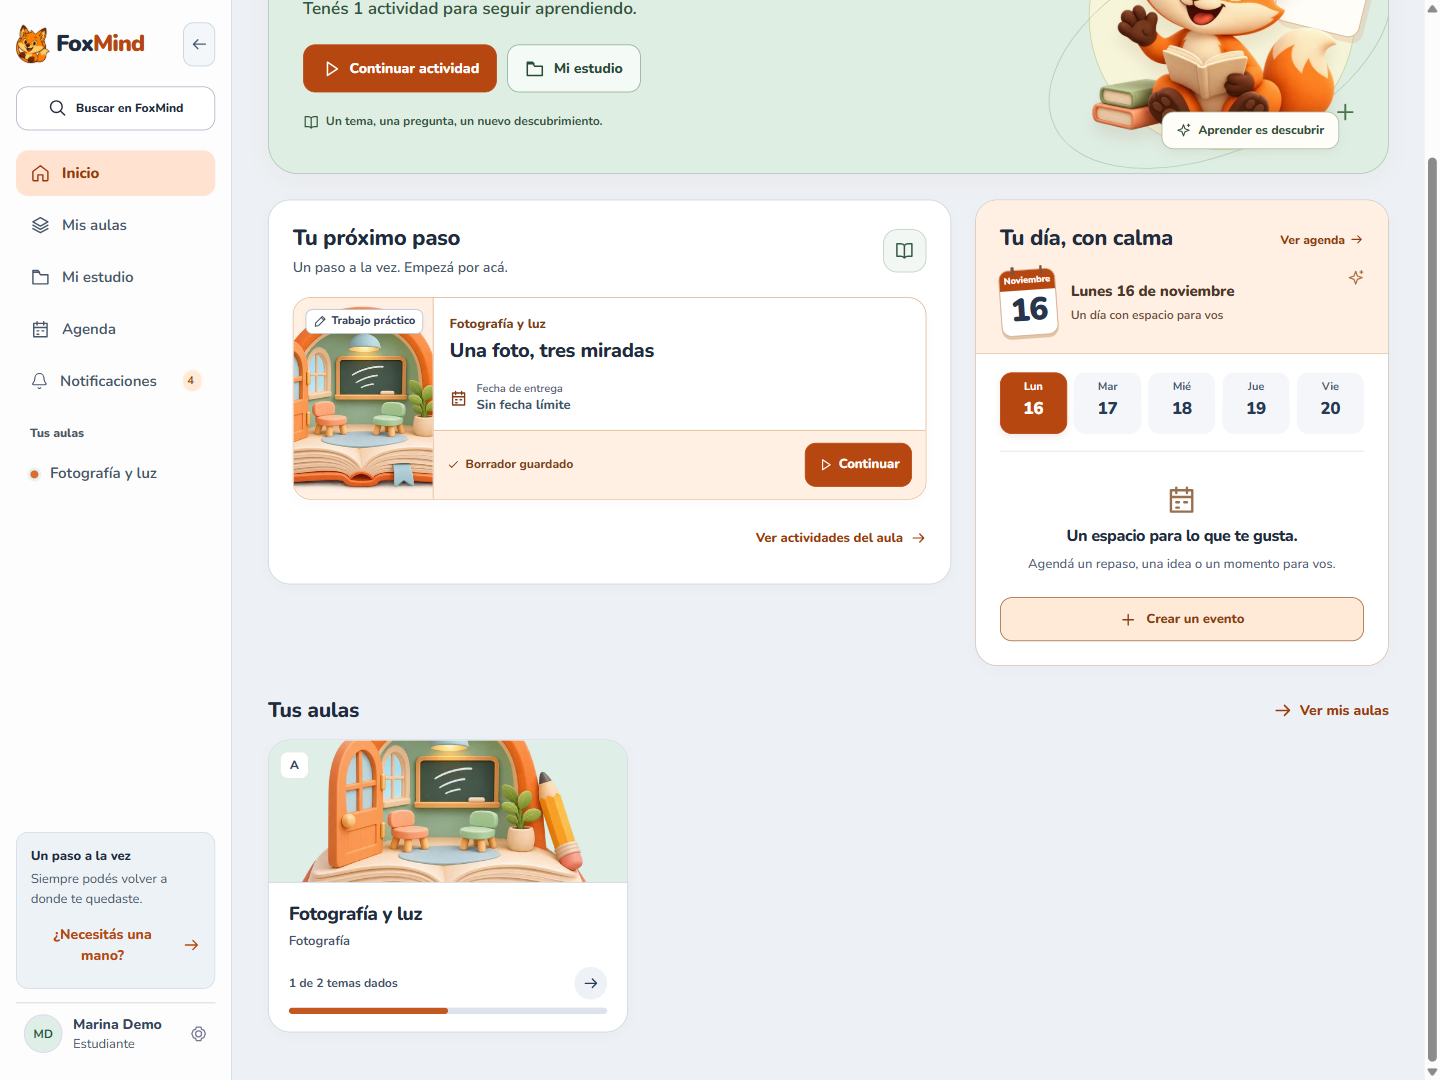 FoxMind
Buscar en FoxMind
Inicio
Mis aulas
Mi estudio
Agenda
Notificaciones
4
Tus aulas
Fotografía y luz
Un paso a la vez
Siempre podés volver a
donde te quedaste.
¿Necesitás una
mano?
MD
Marina Demo
Estudiante
Tenés 1 actividad para seguir aprendiendo.
Continuar actividad
Mi estudio
Un tema, una pregunta, un nuevo descubrimiento.
Aprender es descubrir
Tu próximo paso
Un paso a la vez. Empezá por acá.
Trabajo práctico
Fotografía y luz
Una foto, tres miradas
Fecha de entrega
Sin fecha límite
Borrador guardado
Continuar
Ver actividades del aula
Tu día, con calma
Ver agenda
Noviembre
16
Lunes 16 de noviembre
Un día con espacio para vos
Lun
16
Mar
17
Mié
18
Jue
19
Vie
20
Un espacio para lo que te gusta.
Agendá un repaso, una idea o un momento para vos.
Crear un evento
Tus aulas
Ver mis aulas
A
Fotografía y luz
Fotografía
1 de 2 temas dados